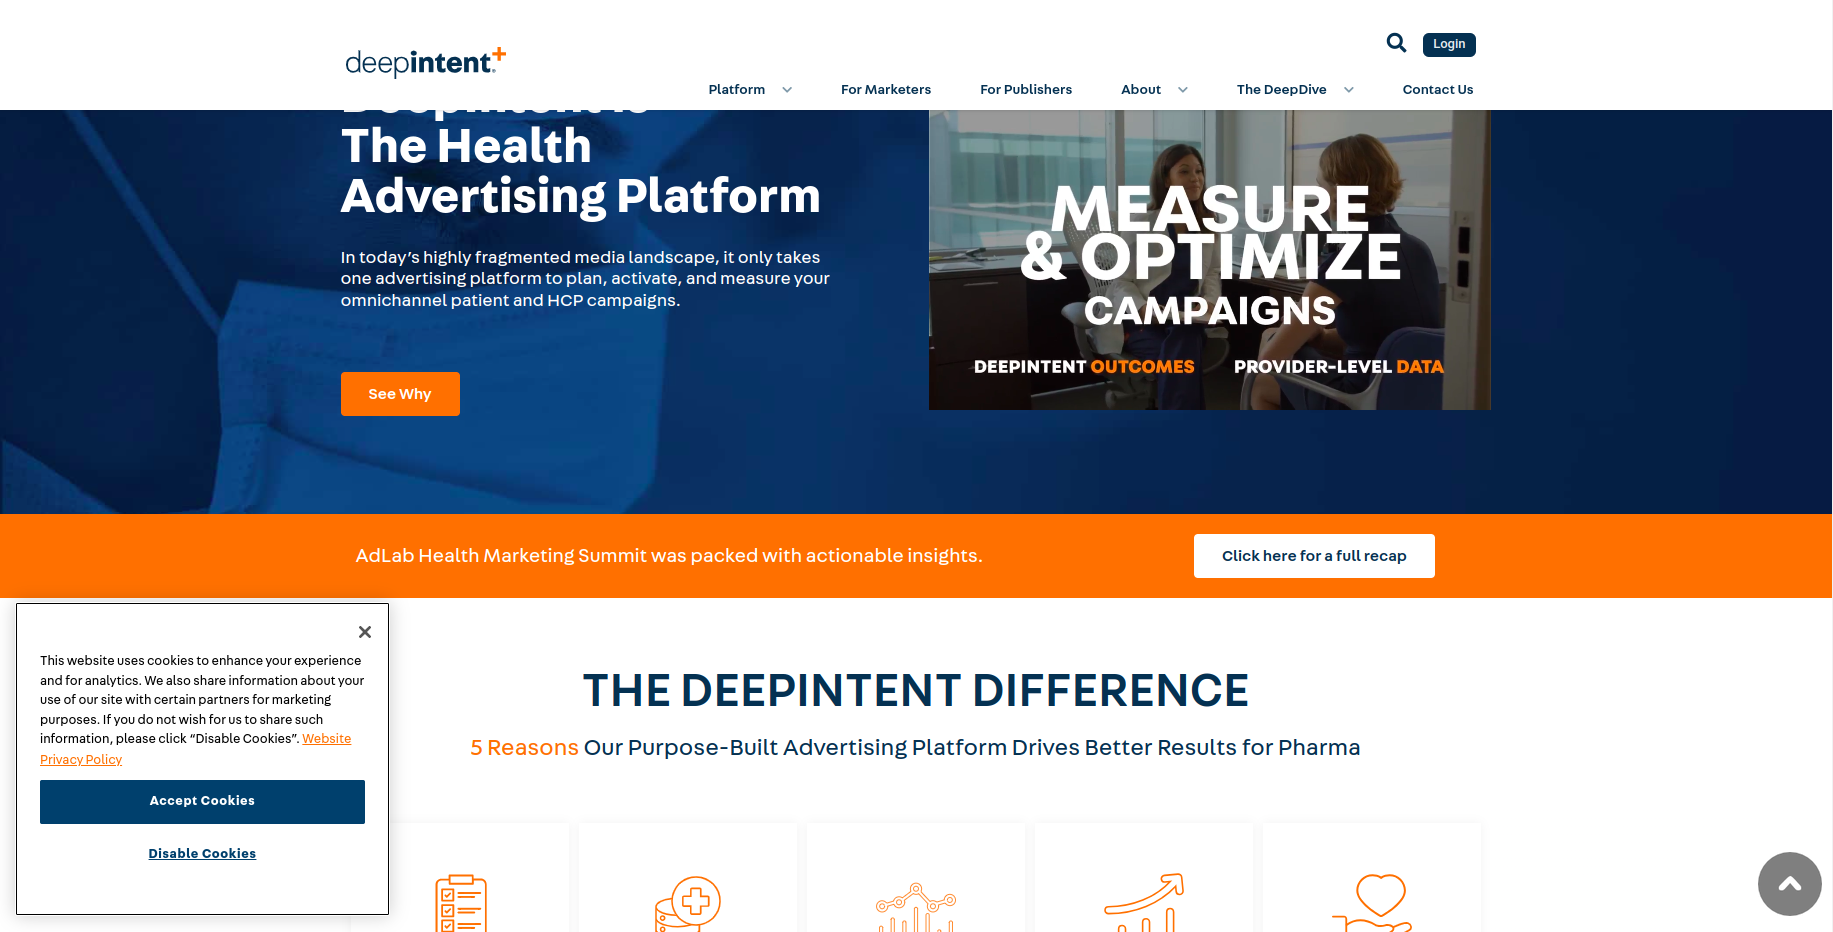 deepintent
Login
Platform
For Marketers
For Publishers
About
The DeepDive
Contact Us
DeepIntent is
The Health
Advertising Platform
In today's highly fragmented media landscape, it only takes
one advertising platform to plan, activate, and measure your
omnichannel patient and HCP campaigns.
See Why
MEASURE
& OPTIMIZE
CAMPAIGNS
DEEPINTENT OUTCOMES
PROVIDER-LEVEL DATA
AdLab Health Marketing Summit was packed with actionable insights.
Click here for a full recap
This website uses cookies to enhance your experience
and for analytics. We also share information about your
use of our site with certain partners for marketing
purposes. If you do not wish for us to share such
information, please click “Disable Cookies”. Website
Privacy Policy
Accept Cookies
Disable Cookies
THE DEEPINTENT DIFFERENCE
5 Reasons Our Purpose-Built Advertising Platform Drives Better Results for Pharma